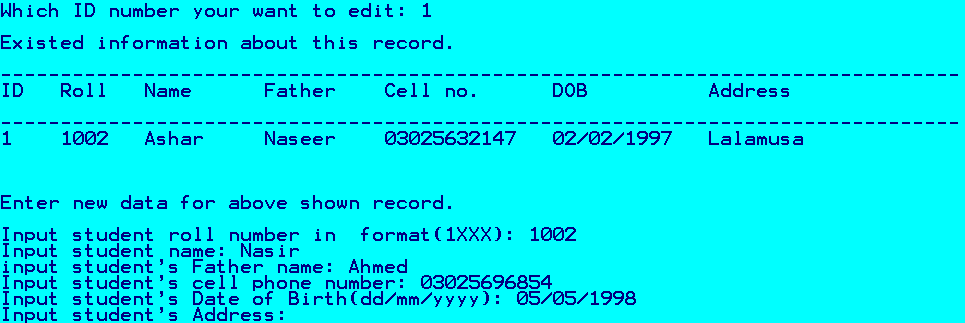 Which ID number your want to edit: 1
Existed information about this record.
--------------------------------------------------------------------------------
ID   Roll   Name      Father    Cell no.      DOB          Address
--------------------------------------------------------------------------------
1    1002   Ashar     Naseer    03025632147   02/02/1997   Lalamusa
Enter new data for above shown record.
Input student roll number in  format(1XXX): 1002
Input student name: Nasir
input student's Father name: Ahmed
Input student's cell phone number: 03025696854
Input student's Date of Birth(dd/mm/yyyy): 05/05/1998
Input student's Address: